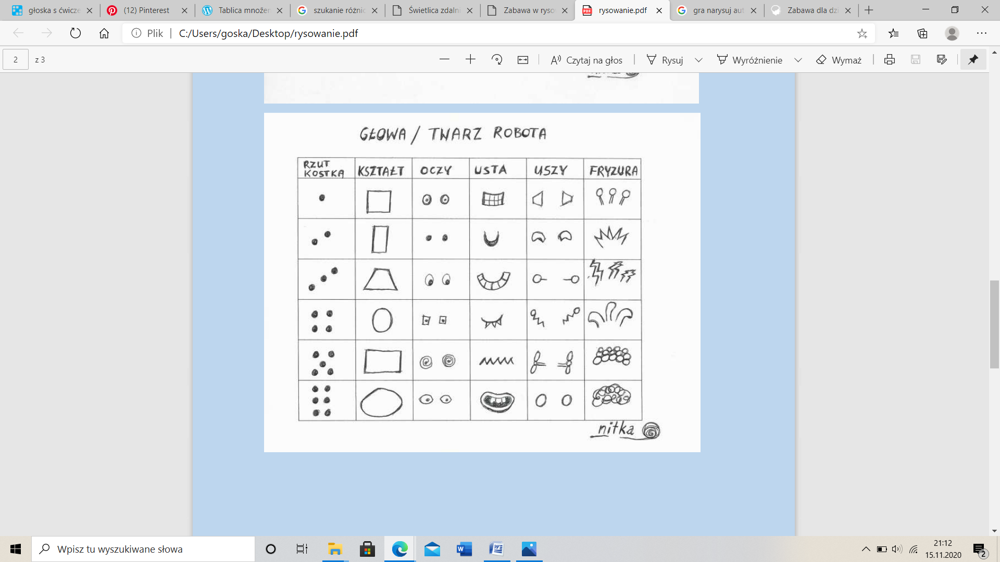 głoska s ćwicze
(12) Pinterest
Tablica mnożen
szukanie różnic
Świetlica zdaln
Zabawa w ryso
rysowanie.pdf
gra narysuj aut
Zabawa dla dz
Plik
C:/Users/goska/Desktop/rysowanie.pdf
2 z 3
Czytaj na głos
Rysuj
Wyróżnienie
Wymaż
GŁOWA / TWARZ ROBOTA
RZUT KOSTKĄ
KSZTAŁT
OCZY
USTA
USZY
FRYZURA
nitka
Wpisz tu wyszukiwane słowa
21:12
15.11.2020
2